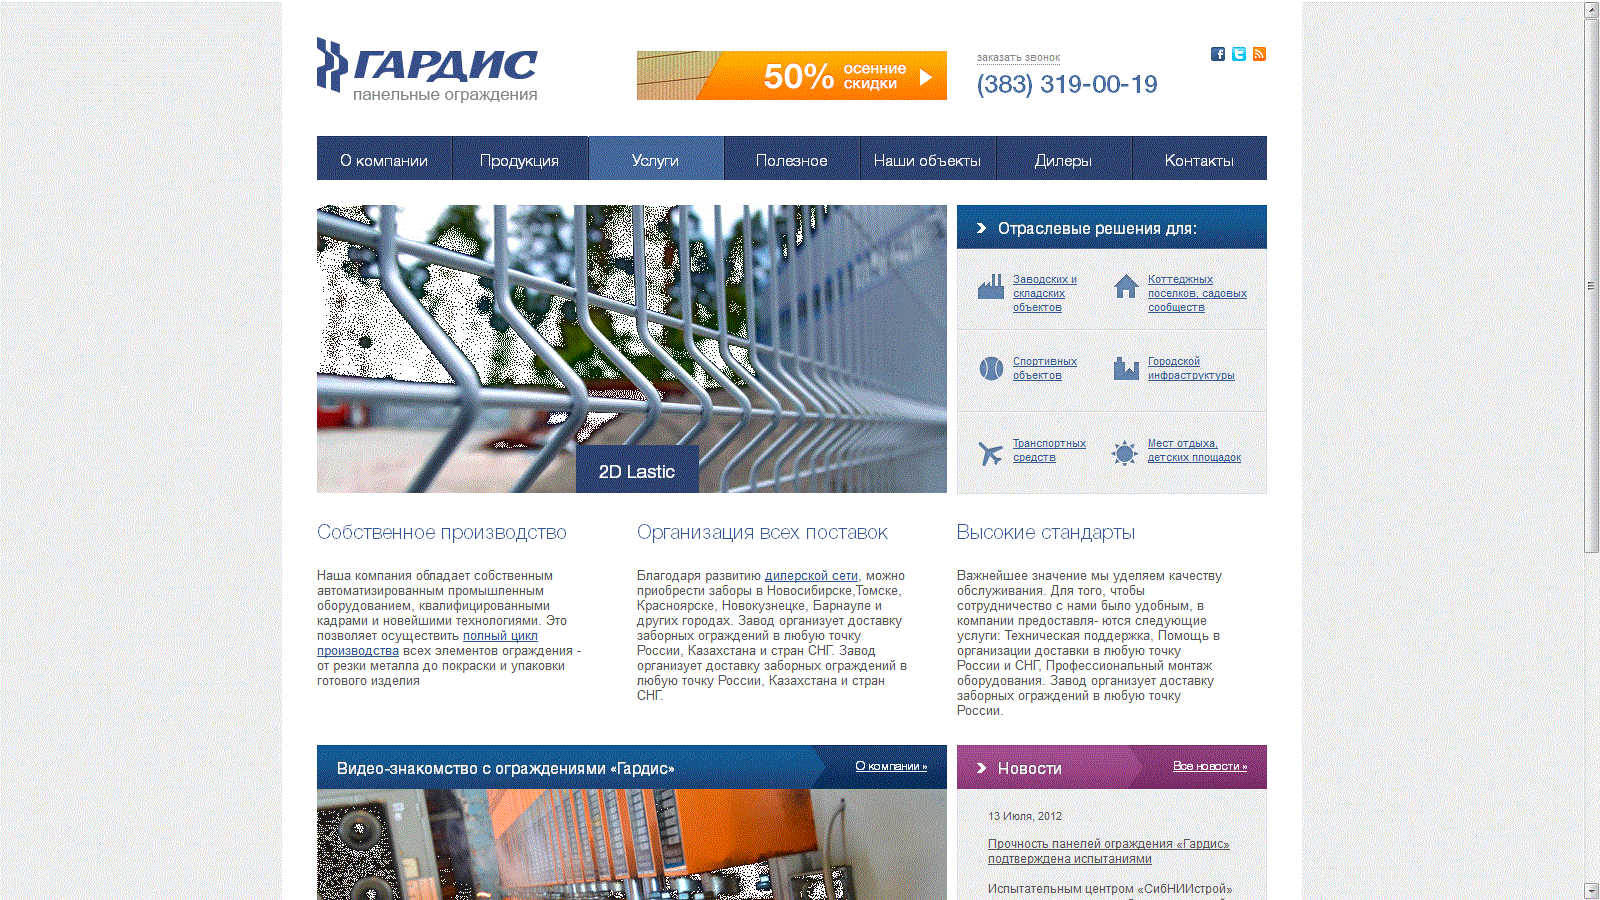 ГАРДИС
панельные ограждения
50% осенние
скидки
заказать звонок
(383) 319-00-19
О компании
Продукция
Услуги
Полезное
Наши объекты
Дилеры
Контакты
2D Lastic
Отраслевые решения для:
Заводских и
складских
объектов
Коттеджных
поселков, садовых
сообществ
Спортивных
объектов
Городской
инфраструктуры
Транспортных
средств
Мест отдыха,
детских площадок
Собственное производство
Наша компания обладает собственным
автоматизированным промышленным
оборудованием, квалифицированными
кадрами и новейшими технологиями. Это
позволяет осуществить полный цикл
производства всех элементов ограждения -
от резки металла до покраски и упаковки
готового изделия
Организация всех поставок
Благодаря развитию дилерской сети, можно
приобрести заборы в Новосибирске,Томске,
Красноярске, Новокузнецке, Барнауле и
других городах. Завод организует доставку
заборных ограждений в любую точку
России, Казахстана и стран СНГ. Завод
организует доставку заборных ограждений в
любую точку России, Казахстана и стран
СНГ.
Высокие стандарты
Важнейшее значение мы уделяем качеству
обслуживания. Для того, чтобы
сотрудничество с нами было удобным, в
компании предоставля- ются следующие
услуги: Техническая поддержка, Помощь в
организации доставки в любую точку
России и СНГ, Профессиональный монтаж
оборудования. Завод организует доставку
заборных ограждений в любую точку
России.
Видео-знакомство с ограждениями «Гардис»
О компании »
Новости
Все новости »
13 Июля, 2012
Прочность панелей ограждения «Гардис»
подтверждена испытаниями
Испытательным центром «СибНИИстрой»